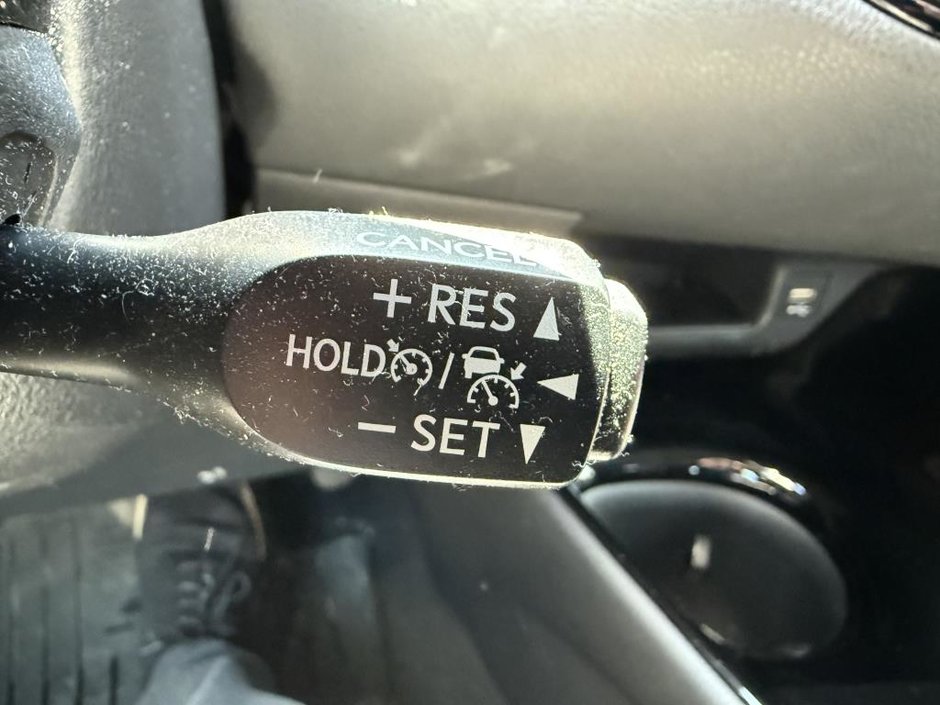 CANCEL
+ RES
HOLD /
− SET